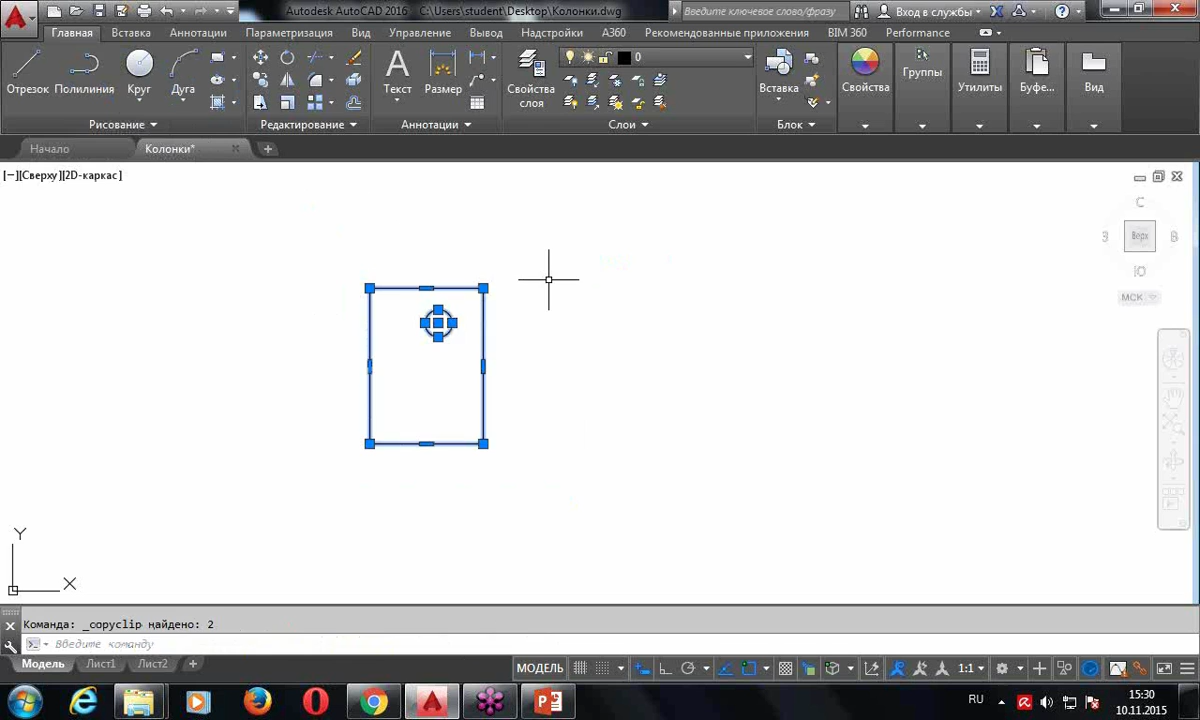 Autodesk AutoCAD 2016 C:\Users\student\Desktop\Колонки.dwg
Введите ключевое слово/фразу
Вход в службы
Главная Вставка Аннотации Параметризация Вид Управление Вывод Надстройки A360 Рекомендованные приложения BIM 360 Performance
0
Отрезок Полилиния Круг Дуга Текст Размер Свойства слоя Вставка Свойства Группы Утилиты Буфе... Вид
Рисование Редактирование Аннотации Слои Блок
Начало Колонки*
[−][Сверху][2D-каркас]
С
З Верх В
Ю
МСК
Y
X
Команда: _copyclip найдено: 2
Введите команду
Модель Лист1 Лист2
МОДЕЛЬ 1:1
RU
15:30
10.11.2015